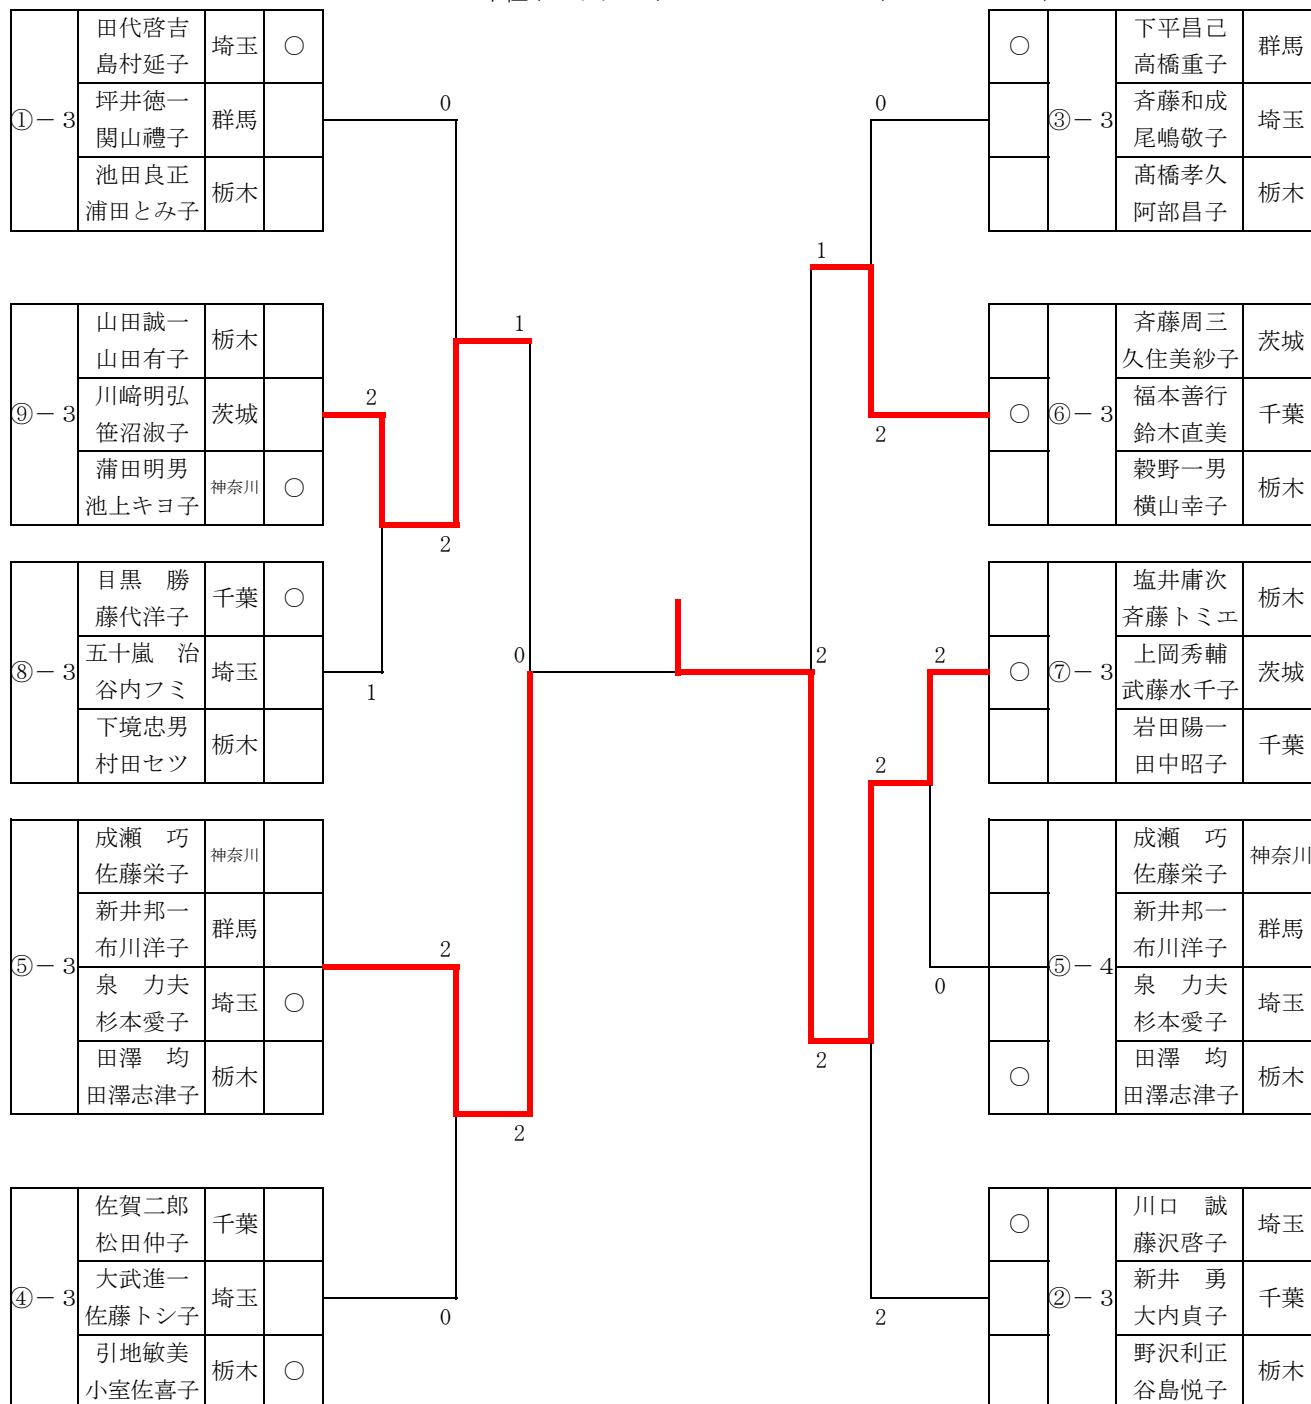 ①－3
田代啓吉
島村延子
埼玉
○
坪井徳一
関山禮子
群馬
池田良正
浦田とみ子
栃木
⑨－3
山田誠一
山田有子
栃木
川﨑明弘
笹沼淑子
茨城
蒲田明男
池上キヨ子
神奈川
○
⑧－3
目黒　勝
藤代洋子
千葉
○
五十嵐　治
谷内フミ
埼玉
下境忠男
村田セツ
栃木
⑤－3
成瀬　巧
佐藤栄子
神奈川
新井邦一
布川洋子
群馬
泉　力夫
杉本愛子
埼玉
○
田澤　均
田澤志津子
栃木
④－3
佐賀二郎
松田仲子
千葉
大武進一
佐藤トシ子
埼玉
引地敏美
小室佐喜子
栃木
○
0
1
2
2
1
0
2
2
0
0
1
2
2
2
2
0
2
2
○
③－3
下平昌己
高橋重子
群馬
斉藤和成
尾嶋敬子
埼玉
髙橋孝久
阿部昌子
栃木
⑥－3
斉藤周三
久住美紗子
茨城
○
福本善行
鈴木直美
千葉
穀野一男
横山幸子
栃木
⑦－3
塩井庸次
斉藤トミエ
栃木
○
上岡秀輔
武藤水千子
茨城
岩田陽一
田中昭子
千葉
⑤－4
成瀬　巧
佐藤栄子
神奈川
新井邦一
布川洋子
群馬
泉　力夫
杉本愛子
埼玉
○
田澤　均
田澤志津子
栃木
②－3
○
川口　誠
藤沢啓子
埼玉
新井　勇
大内貞子
千葉
野沢利正
谷島悦子
栃木